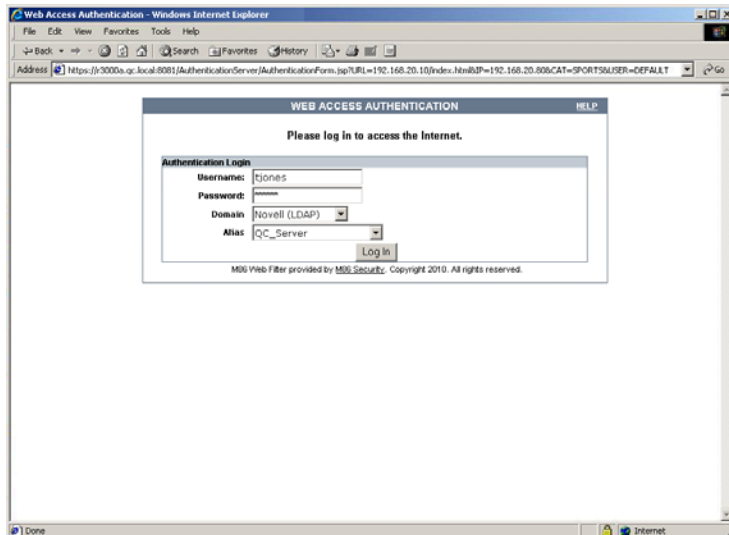 Web Access Authentication - Windows Internet Explorer
File Edit View Favorites Tools Help
Back Search Favorites History
Address https://r3000a.qc.local:8081/AuthenticationServer/AuthenticationForm.jsp?URL=192.168.20.10/index.html&IP=192.168.20.80&CAT=SPORTS&USER=DEFAULT Go
WEB ACCESS AUTHENTICATION HELP
Please log in to access the Internet.
Authentication Login
Username: tjones
Password: ******
Domain Novell (LDAP)
Alias QC_Server
Log In
M86 Web Filter provided by M86 Security. Copyright 2010. All rights reserved.
Done Internet